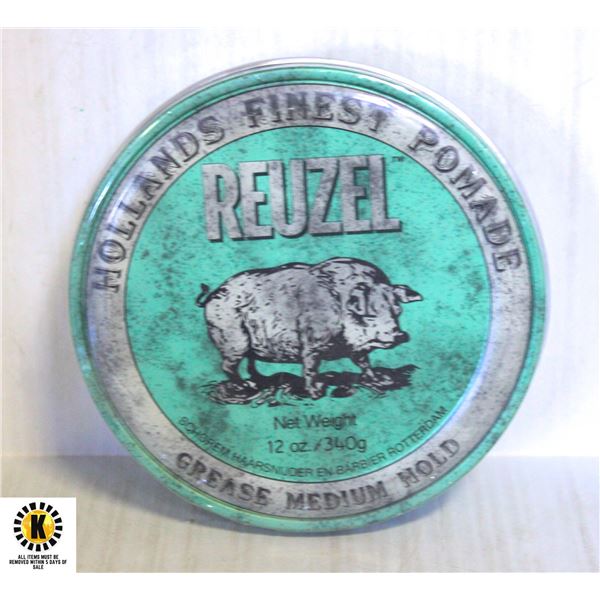 HOLLANDS FINEST POMADE
REUZEL™
Net Weight
12 oz./340g
SCHOREM HAARSNIJDER EN BARBIER ROTTERDAM
GREASE MEDIUM HOLD
K
ALL ITEMS MUST BE
REMOVED WITHIN 5 DAYS OF
SALE